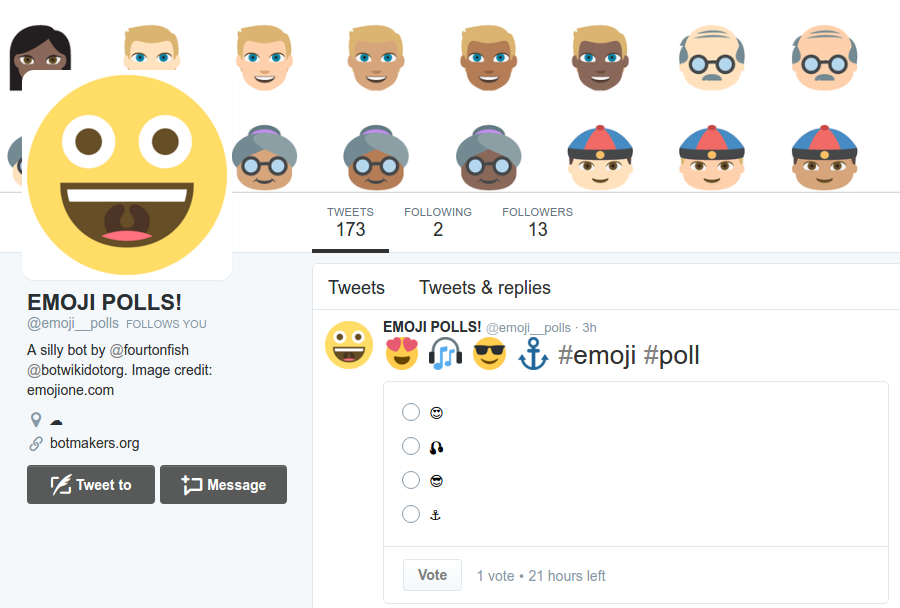 TWEETS FOLLOWING FOLLOWERS
173 2 13
EMOJI POLLS!
@emoji__polls FOLLOWS YOU
A silly bot by @fourtonfish
@botwikidotorg. Image credit:
emojione.com
☁
botmakers.org
Tweet to Message
Tweets Tweets & replies
EMOJI POLLS! @emoji__polls · 3h
😍 🎧 😎 ⚓ #emoji #poll
😍
🎧
😎
⚓
Vote 1 vote • 21 hours left